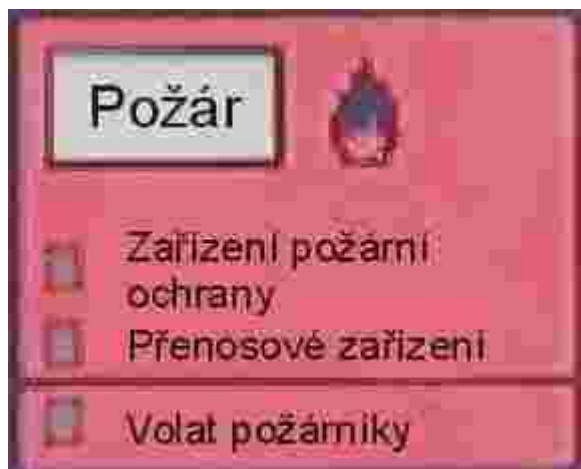 Požár
Zařízení požární
ochrany
Přenosové zařízení
Volat požárníky